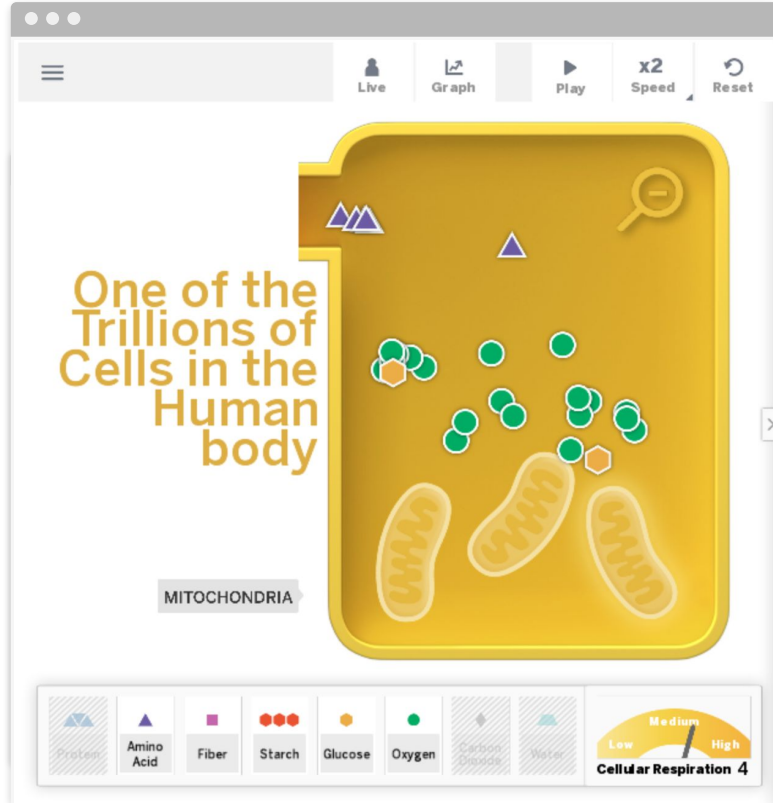 Live
Graph
Play
x2
Speed
Reset
One of the
Trillions of
Cells in the
Human
body
MITOCHONDRIA
Protein
Amino
Acid
Fiber
Starch
Glucose
Oxygen
Carbon
Dioxide
Water
Low
Medium
High
Cellular Respiration 4